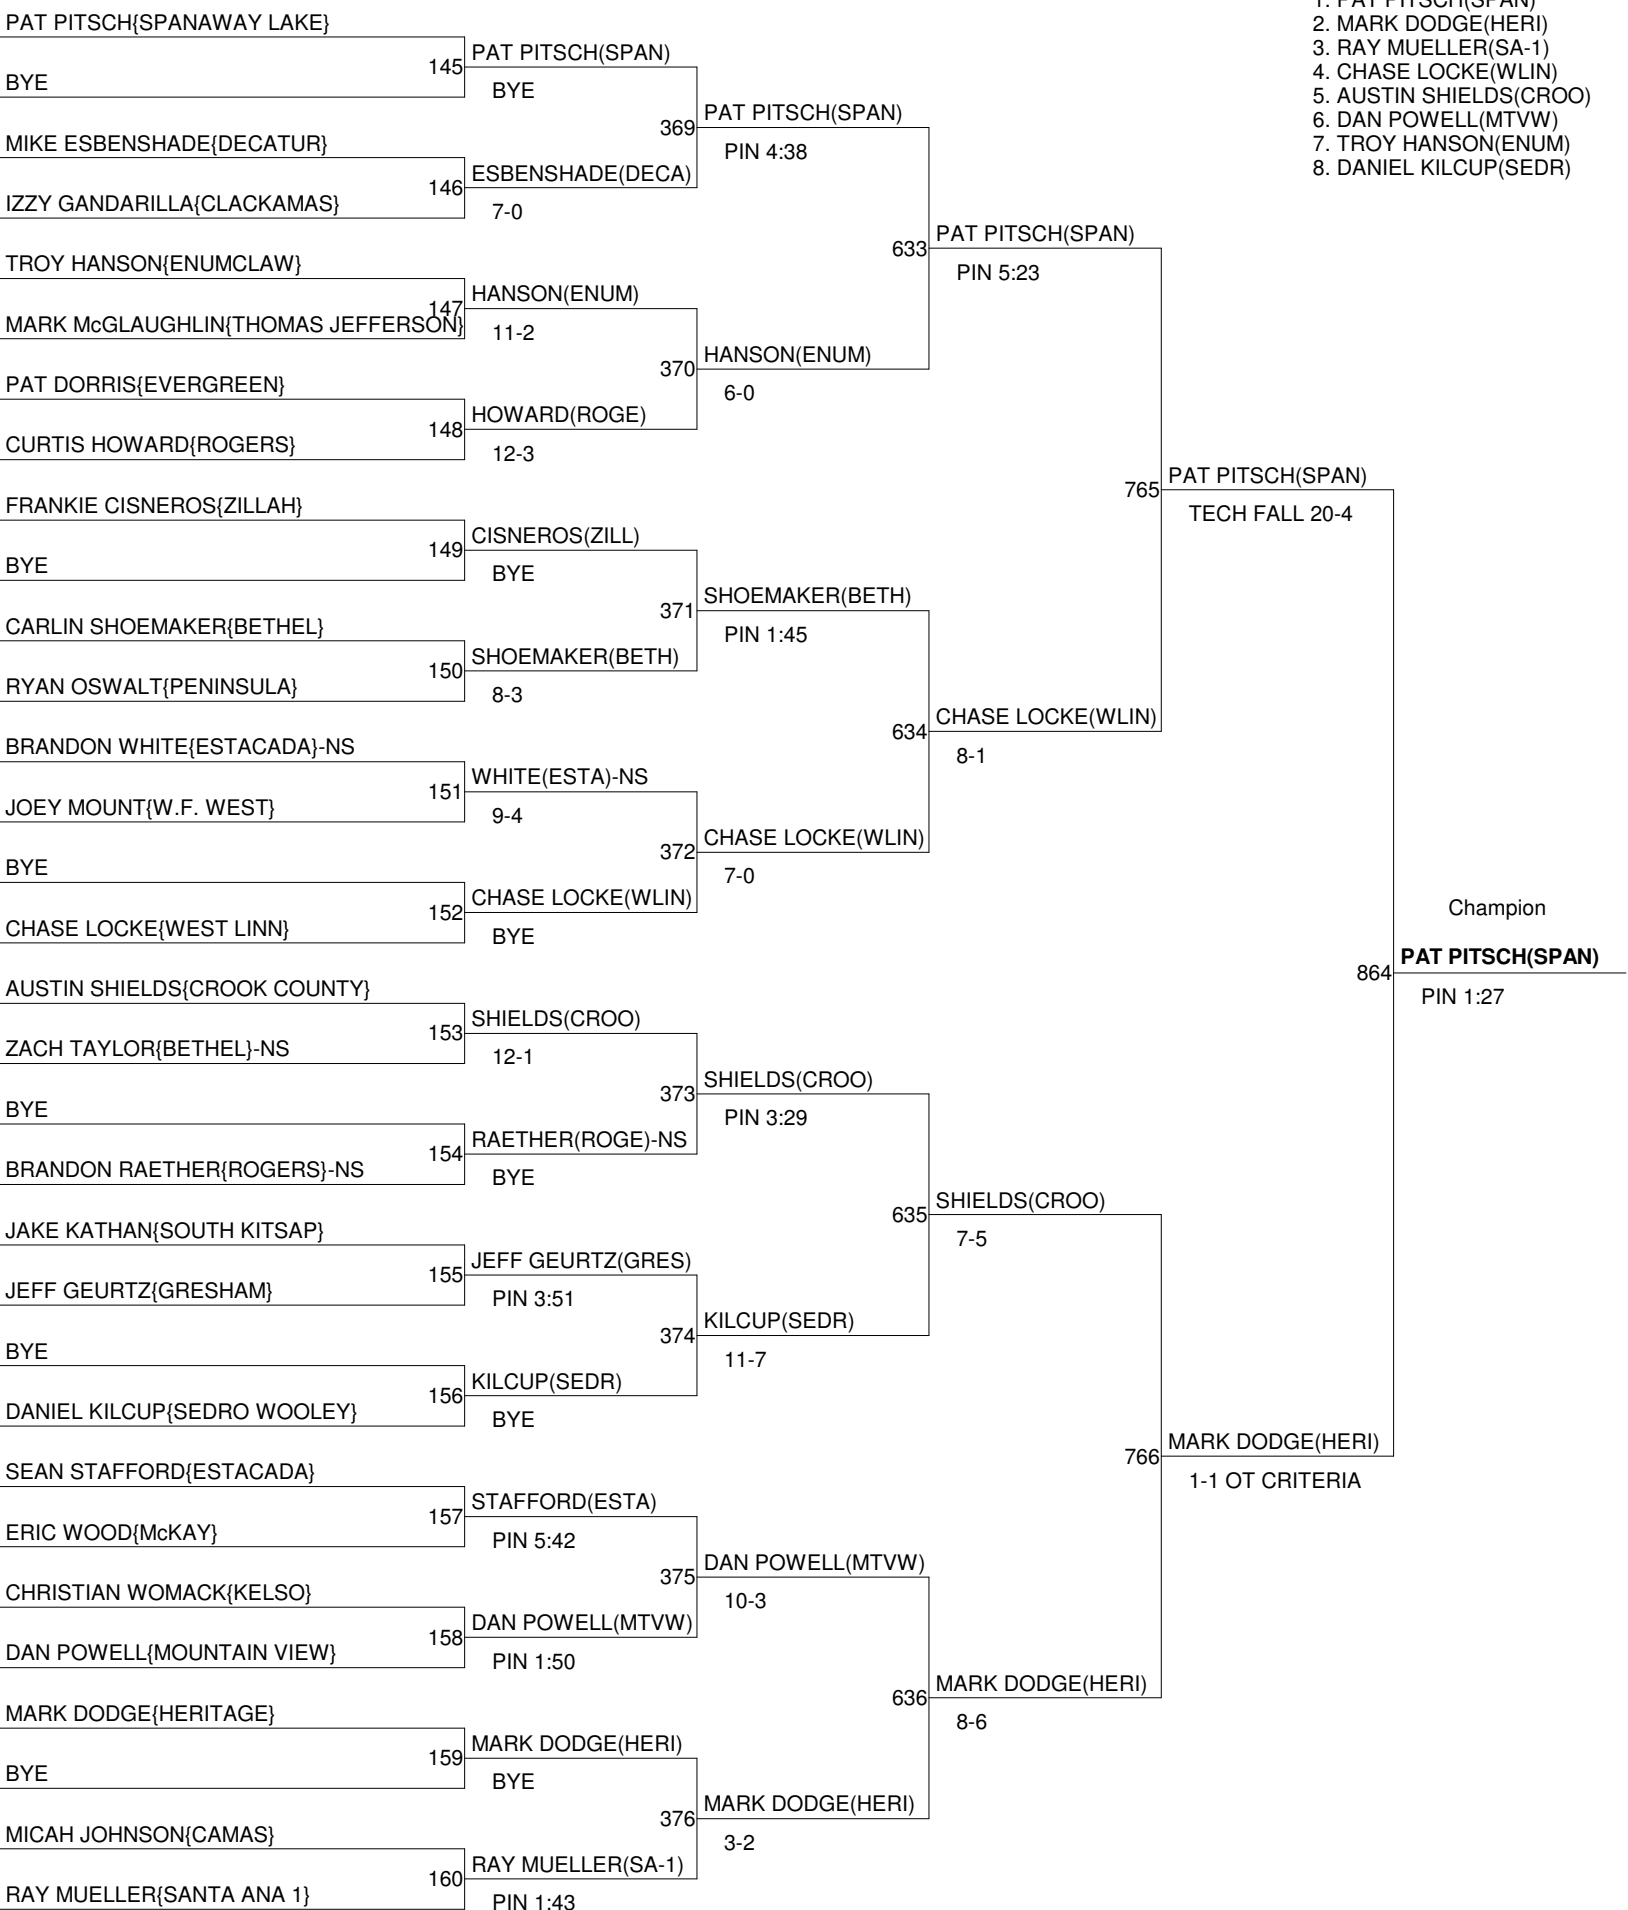 1. PAT PITSCH(SPAN)
2. MARK DODGE(HERI)
3. RAY MUELLER(SA-1)
4. CHASE LOCKE(WLIN)
5. AUSTIN SHIELDS(CROO)
6. DAN POWELL(MTVW)
7. TROY HANSON(ENUM)
8. DANIEL KILCUP(SEDR)
PAT PITSCH{SPANAWAY LAKE}
145
BYE
MIKE ESBENSHADE{DECATUR}
146
IZZY GANDARILLA{CLACKAMAS}
TROY HANSON{ENUMCLAW}
147
MARK McGLAUGHLIN{THOMAS JEFFERSON}
PAT DORRIS{EVERGREEN}
148
CURTIS HOWARD{ROGERS}
FRANKIE CISNEROS{ZILLAH}
149
BYE
CARLIN SHOEMAKER{BETHEL}
150
RYAN OSWALT{PENINSULA}
BRANDON WHITE{ESTACADA}-NS
151
JOEY MOUNT{W.F. WEST}
BYE
152
CHASE LOCKE{WEST LINN}
AUSTIN SHIELDS{CROOK COUNTY}
153
ZACH TAYLOR{BETHEL}-NS
BYE
154
BRANDON RAETHER{ROGERS}-NS
JAKE KATHAN{SOUTH KITSAP}
155
JEFF GEURTZ{GRESHAM}
BYE
156
DANIEL KILCUP{SEDRO WOOLEY}
SEAN STAFFORD{ESTACADA}
157
ERIC WOOD{McKAY}
CHRISTIAN WOMACK{KELSO}
158
DAN POWELL{MOUNTAIN VIEW}
MARK DODGE{HERITAGE}
159
BYE
MICAH JOHNSON{CAMAS}
160
RAY MUELLER{SANTA ANA 1}
PAT PITSCH(SPAN)
BYE
369
ESBENSHADE(DECA)
7-0
HANSON(ENUM)
11-2
370
HOWARD(ROGE)
12-3
CISNEROS(ZILL)
BYE
371
SHOEMAKER(BETH)
8-3
WHITE(ESTA)-NS
9-4
372
CHASE LOCKE(WLIN)
BYE
SHIELDS(CROO)
12-1
373
RAETHER(ROGE)-NS
BYE
JEFF GEURTZ(GRES)
PIN 3:51
374
KILCUP(SEDR)
BYE
STAFFORD(ESTA)
PIN 5:42
375
DAN POWELL(MTVW)
PIN 1:50
MARK DODGE(HERI)
BYE
376
RAY MUELLER(SA-1)
PIN 1:43
PAT PITSCH(SPAN)
PIN 4:38
633
HANSON(ENUM)
6-0
SHOEMAKER(BETH)
PIN 1:45
634
CHASE LOCKE(WLIN)
7-0
SHIELDS(CROO)
PIN 3:29
635
KILCUP(SEDR)
11-7
DAN POWELL(MTVW)
10-3
636
MARK DODGE(HERI)
3-2
PAT PITSCH(SPAN)
PIN 5:23
765
CHASE LOCKE(WLIN)
8-1
SHIELDS(CROO)
7-5
766
MARK DODGE(HERI)
8-6
PAT PITSCH(SPAN)
TECH FALL 20-4
864
MARK DODGE(HERI)
1-1 OT CRITERIA
Champion
PAT PITSCH(SPAN)
PIN 1:27